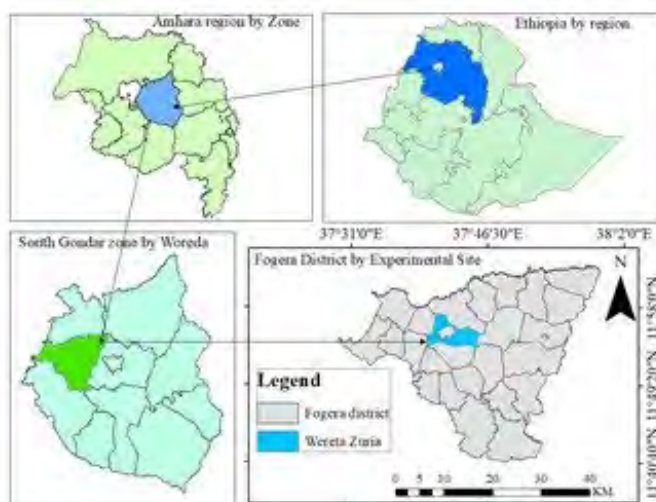 Amhara region by Zone
Ethiopia by region
South Gondar zone by Woreda
37°31'0"E 37°46'30"E 38°2'0"E
Fogera District by Experimental Site
N
Legend
Fogera district
Wereta Zuria
0 5 10 20 30 40
KM